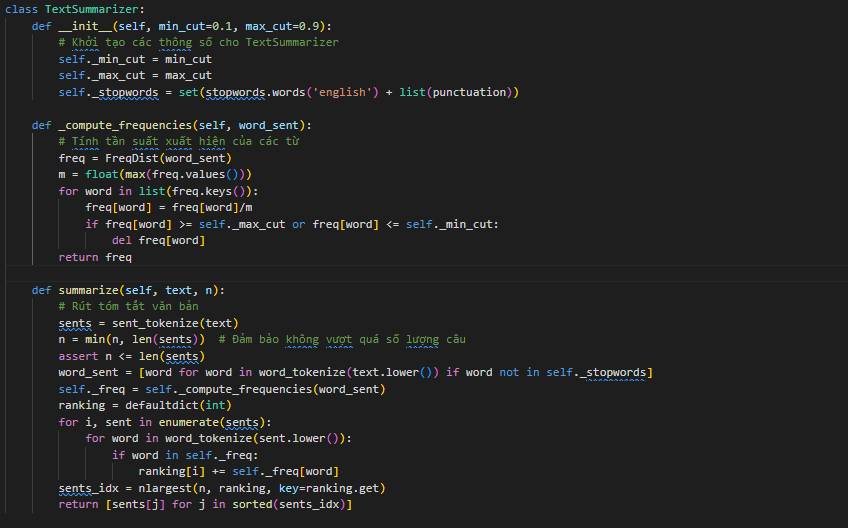 class TextSummarizer:
    def __init__(self, min_cut=0.1, max_cut=0.9):
        # Khởi tạo các thông số cho TextSummarizer
        self._min_cut = min_cut
        self._max_cut = max_cut
        self._stopwords = set(stopwords.words('english') + list(punctuation))

    def _compute_frequencies(self, word_sent):
        # Tính tần suất xuất hiện của các từ
        freq = FreqDist(word_sent)
        m = float(max(freq.values()))
        for word in list(freq.keys()):
            freq[word] = freq[word]/m
            if freq[word] >= self._max_cut or freq[word] <= self._min_cut:
                del freq[word]
        return freq

    def summarize(self, text, n):
        # Rút tóm tắt văn bản
        sents = sent_tokenize(text)
        n = min(n, len(sents))  # Đảm bảo không vượt quá số lượng câu
        assert n <= len(sents)
        word_sent = [word for word in word_tokenize(text.lower()) if word not in self._stopwords]
        self._freq = self._compute_frequencies(word_sent)
        ranking = defaultdict(int)
        for i, sent in enumerate(sents):
            for word in word_tokenize(sent.lower()):
                if word in self._freq:
                    ranking[i] += self._freq[word]
        sents_idx = nlargest(n, ranking, key=ranking.get)
        return [sents[j] for j in sorted(sents_idx)]